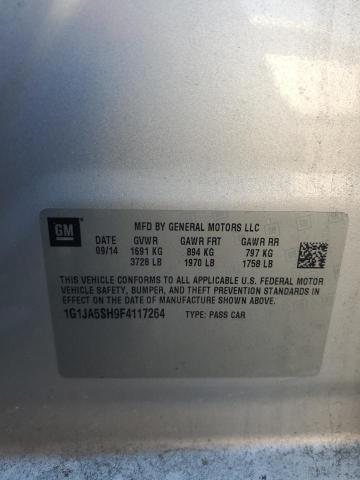 GM
MFD BY GENERAL MOTORS LLC
DATE GVWR GAWR FRT GAWR RR
09/14 1691 KG 894 KG 797 KG
3728 LB 1970 LB 1758 LB
THIS VEHICLE CONFORMS TO ALL APPLICABLE U.S. FEDERAL MOTOR
VEHICLE SAFETY, BUMPER, AND THEFT PREVENTION STANDARDS
IN EFFECT ON THE DATE OF MANUFACTURE SHOWN ABOVE.
1G1JA5SH9F4117264 TYPE: PASS CAR